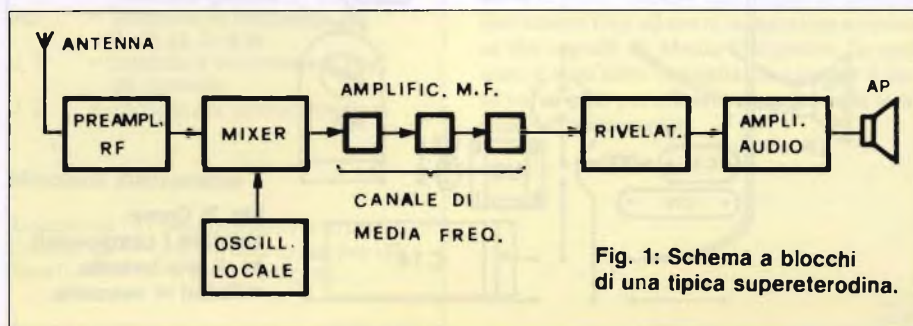 ANTENNA
PREAMPL.
RF
MIXER
OSCILL.
LOCALE
AMPLIFIC. M.F.
CANALE DI
MEDIA FREQ.
RIVELAT.
AMPLI.
AUDIO
AP
Fig. 1: Schema a blocchi
di una tipica supereterodina.